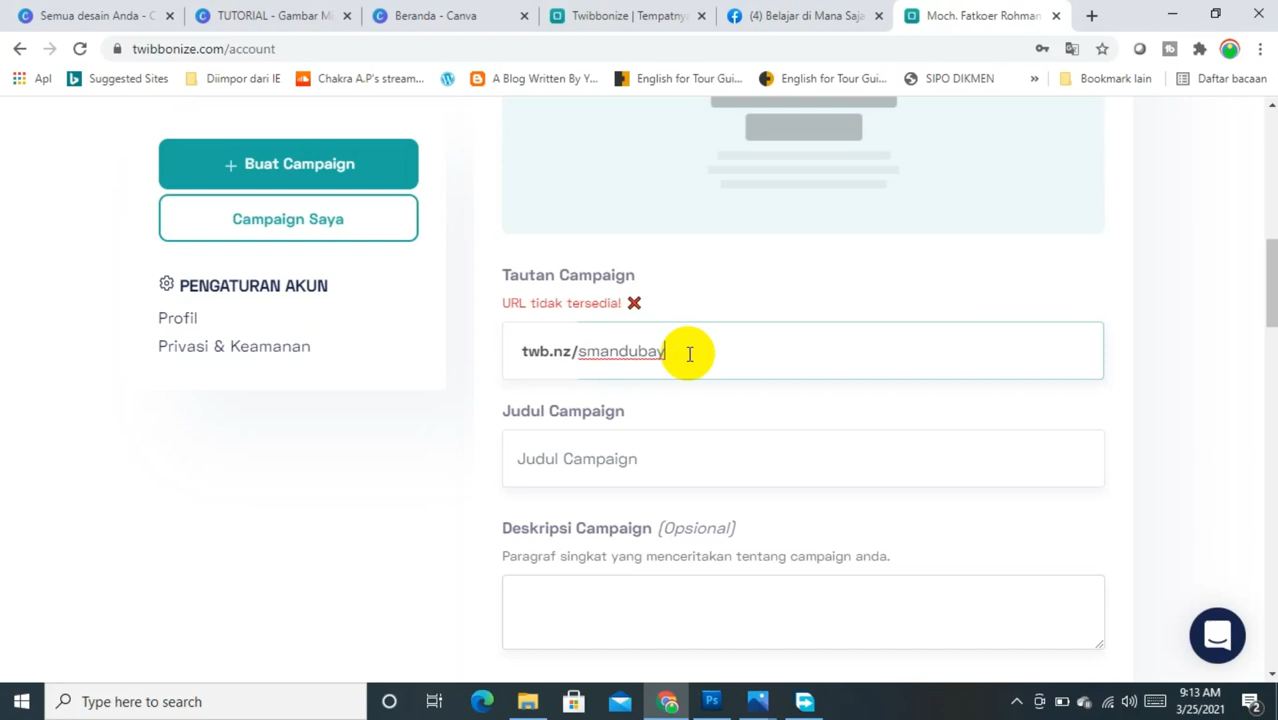 Semua desain Anda - C
TUTORIAL - Gambar Mi
Beranda - Canva
Twibbonize | Tempatny
(4) Belajar di Mana Saja
Moch. Fatkoer Rohman
twibbonize.com/account
Apl
Suggested Sites
Diimpor dari IE
Chakra A.P's stream...
A Blog Written By Y...
English for Tour Gui...
English for Tour Gui...
SIPO DIKMEN
»
Bookmark lain
Daftar bacaan
+ Buat Campaign
Campaign Saya
PENGATURAN AKUN
Profil
Privasi & Keamanan
Tautan Campaign
URL tidak tersedia! ❌
twb.nz/smandubay
Judul Campaign
Judul Campaign
Deskripsi Campaign (Opsional)
Paragraf singkat yang menceritakan tentang campaign anda.
Type here to search
Ps
9:13 AM
3/25/2021
2